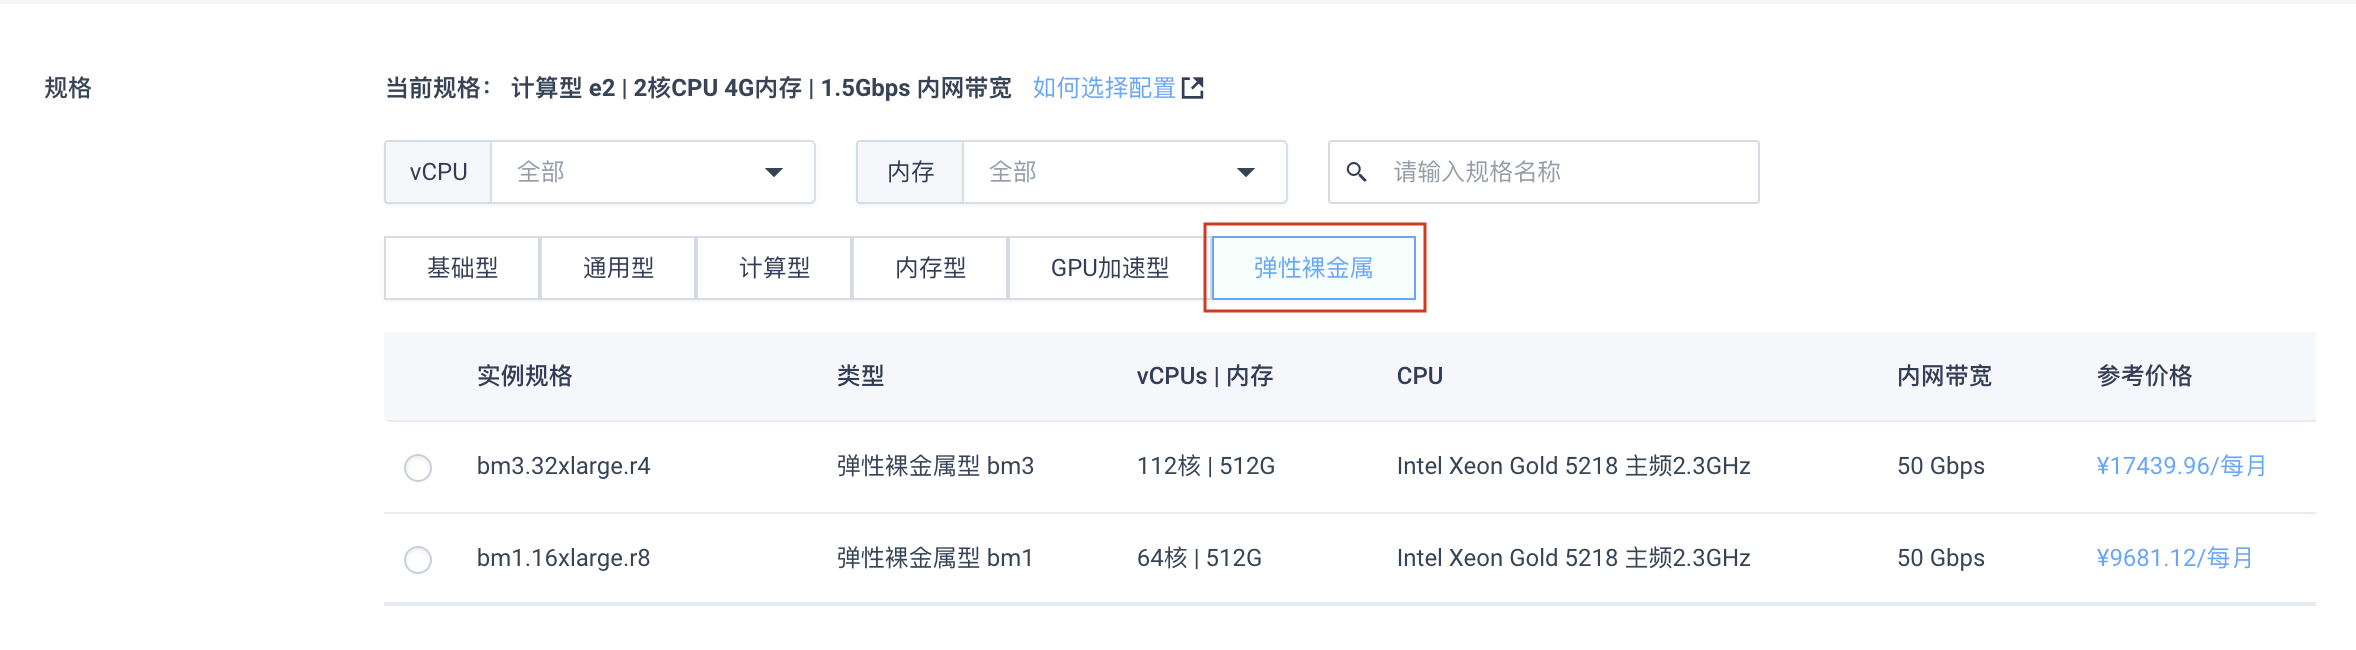 规格
当前规格： 计算型 e2 | 2核CPU 4G内存 | 1.5Gbps 内网带宽 如何选择配置
vCPU 全部 内存 全部 请输入规格名称
基础型 通用型 计算型 内存型 GPU加速型 弹性裸金属
实例规格 类型 vCPUs | 内存 CPU 内网带宽 参考价格
bm3.32xlarge.r4 弹性裸金属型 bm3 112核 | 512G Intel Xeon Gold 5218 主频2.3GHz 50 Gbps ¥17439.96/每月
bm1.16xlarge.r8 弹性裸金属型 bm1 64核 | 512G Intel Xeon Gold 5218 主频2.3GHz 50 Gbps ¥9681.12/每月